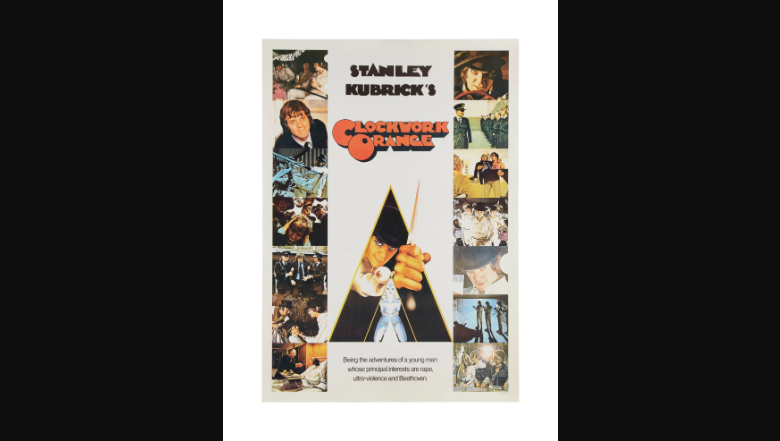 STANLEY
KUBRICK'S
CLOCKWORK
ORANGE
Being the adventures of a young man
whose principal interests are rape,
ultra-violence and Beethoven.